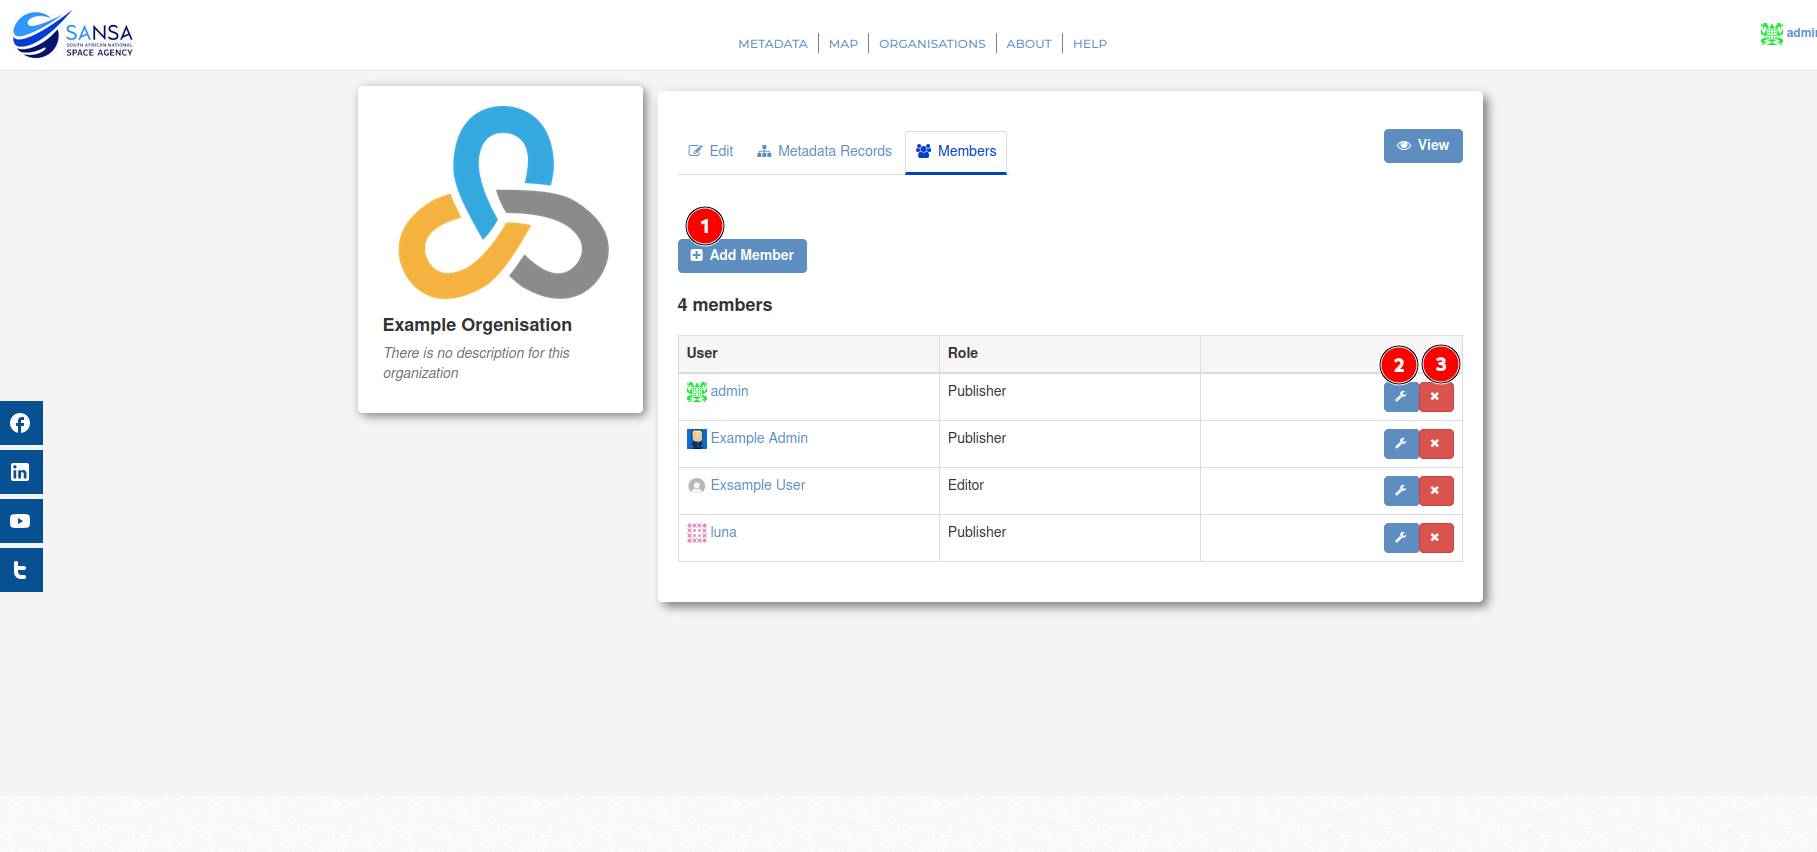 SANSA
SOUTH AFRICAN NATIONAL
SPACE AGENCY
METADATA
MAP
ORGANISATIONS
ABOUT
HELP
admin
Example Orgenisation
There is no description for this
organization
Edit
Metadata Records
Members
View
1
Add Member
4 members
User Role
2 3
admin Publisher
Example Admin Publisher
Exsample User Editor
luna Publisher